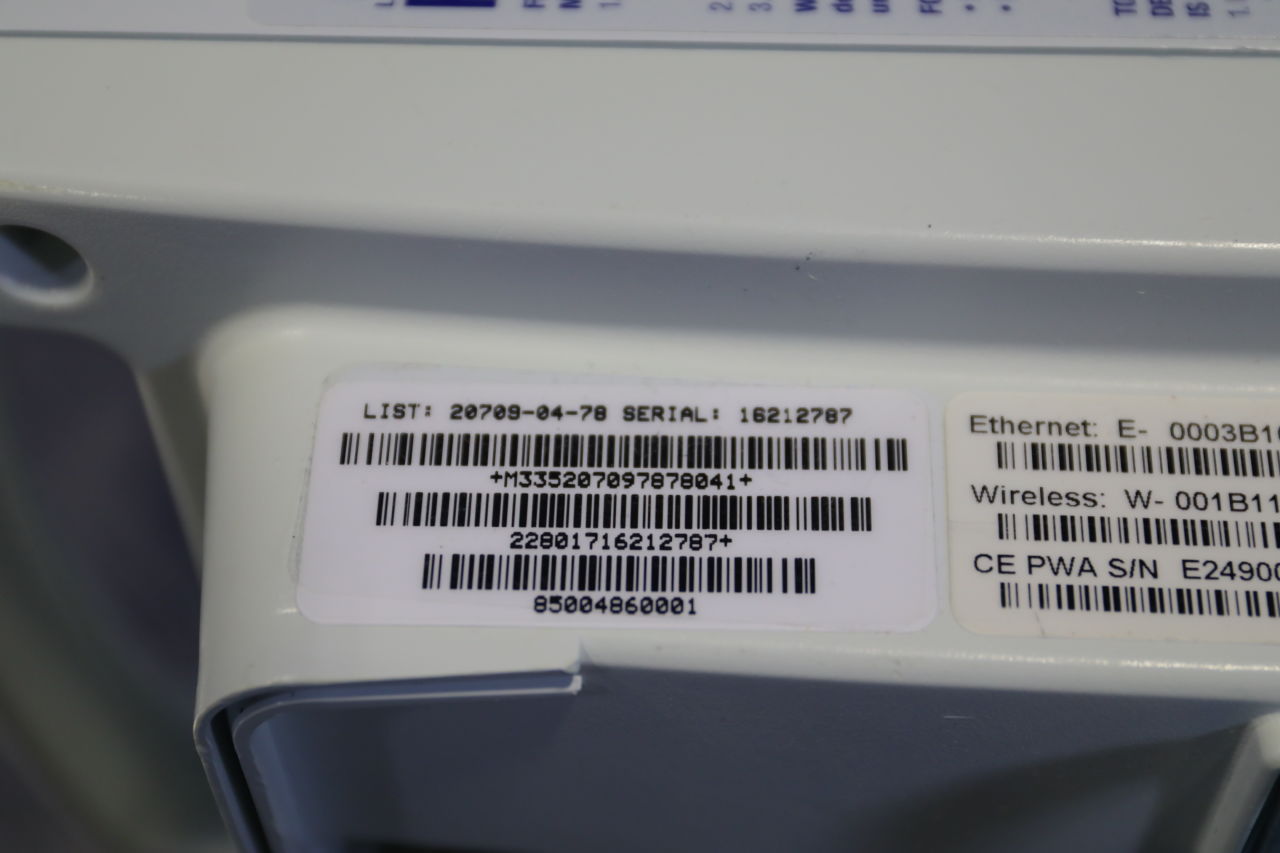 LIST: 20709-04-78 SERIAL: 16212787
+M335207097878041+
22801716212787+
85004860001
Ethernet: E- 0003B1
Wireless: W- 001B11
CE PWA S/N E2490